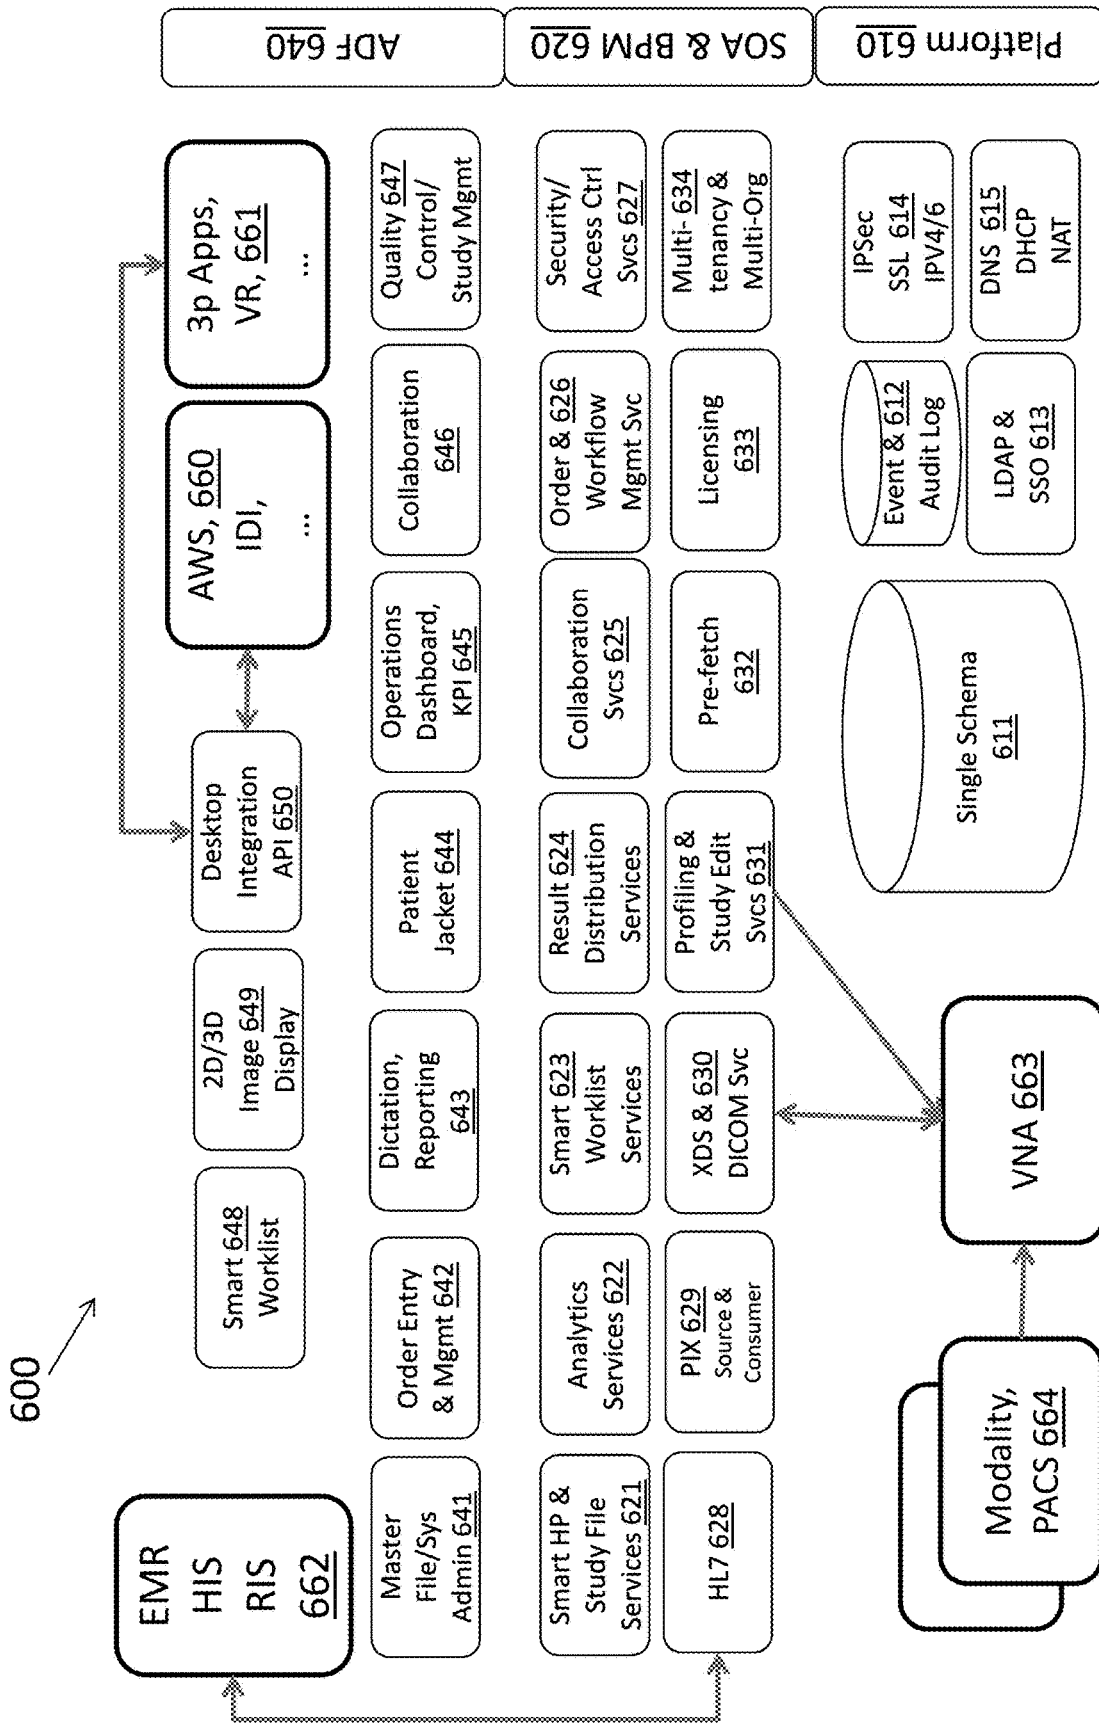 600
EMR
HIS
RIS
662
Smart 648
Worklist
2D/3D
Image 649
Display
Desktop
Integration
API 650
AWS, 660
IDI,
...
3p Apps,
VR, 661
...
ADF 640
Master
File/Sys
Admin 641
Order Entry
& Mgmt 642
Dictation,
Reporting
643
Patient
Jacket 644
Operations
Dashboard,
KPI 645
Collaboration
646
Quality 647
Control/
Study Mgmt
SOA & BPM 620
Smart HP &
Study File
Services 621
Analytics
Services 622
Smart 623
Worklist
Services
Result 624
Distribution
Services
Collaboration
Svcs 625
Order & 626
Workflow
Mgmt Svc
Security/
Access Ctrl
Svcs 627
HL7 628
PIX 629
Source &
Consumer
XDS & 630
DICOM Svc
Profiling &
Study Edit
Svcs 631
Pre-fetch
632
Licensing
633
Multi- 634
tenancy &
Multi-Org
Platform 610
Modality,
PACS 664
VNA 663
Single Schema
611
Event & 612
Audit Log
LDAP &
SSO 613
IPSec
SSL 614
IPV4/6
DNS 615
DHCP
NAT